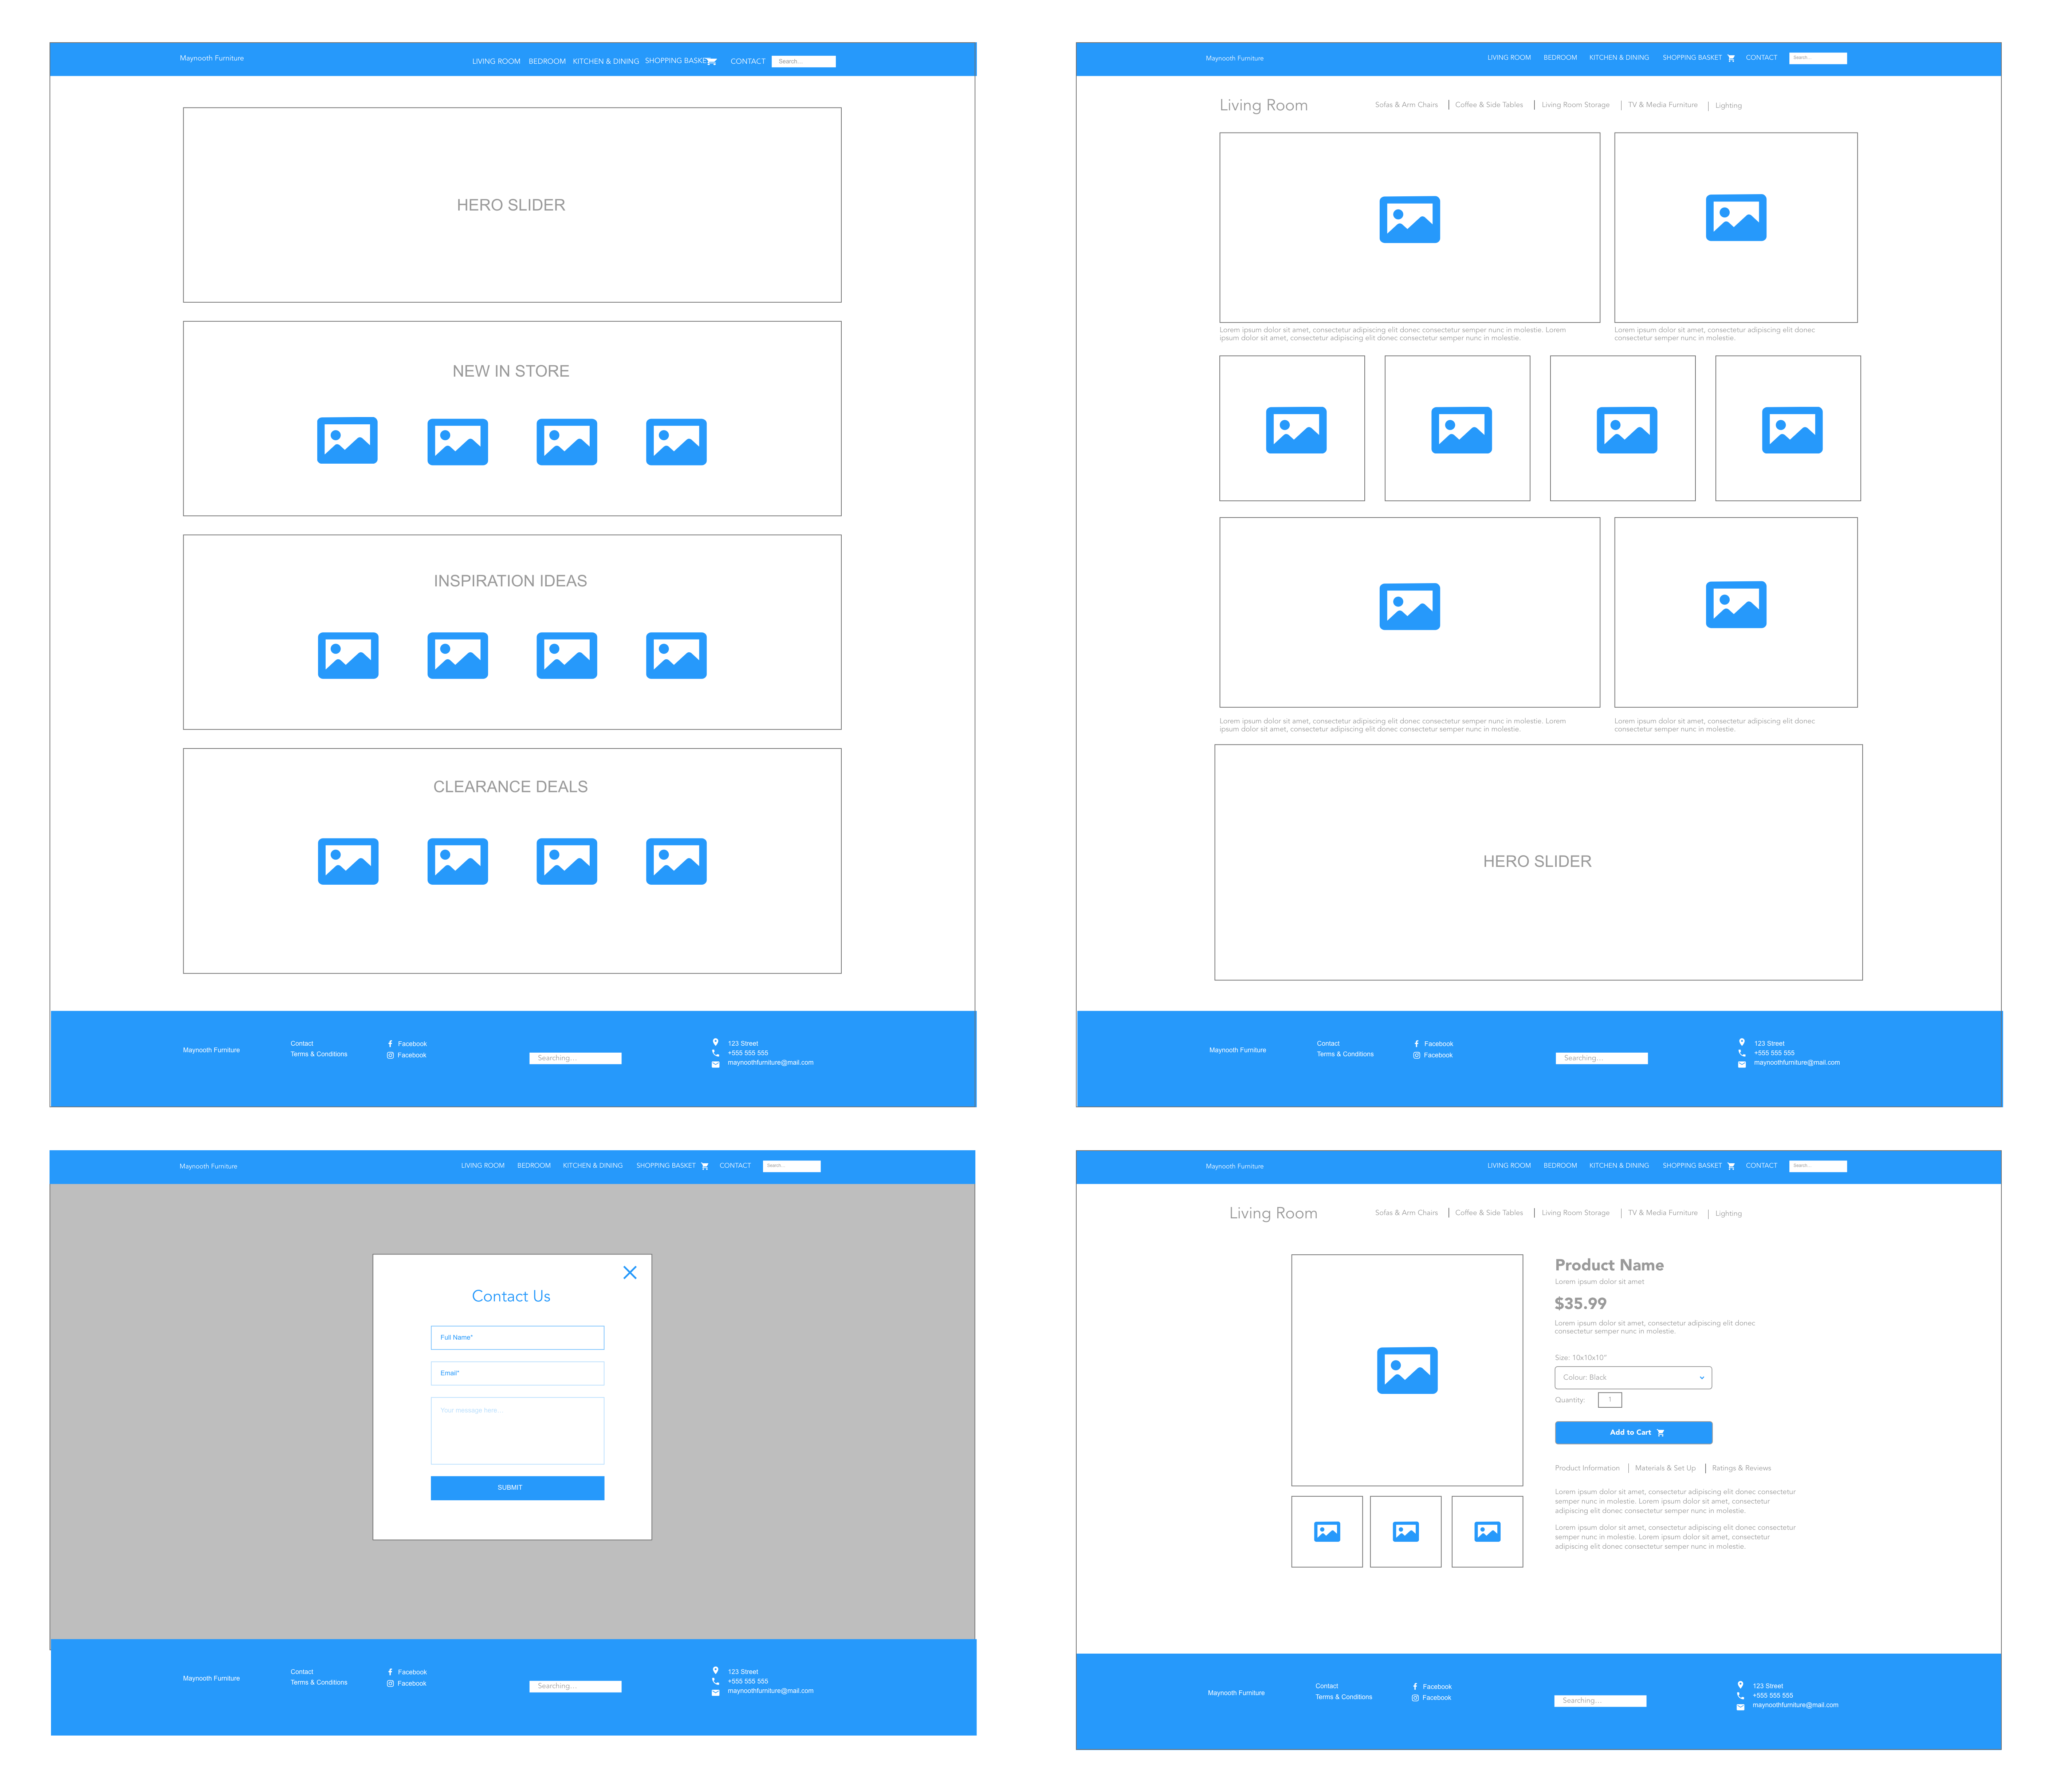 Maynooth Furniture
LIVING ROOM BEDROOM KITCHEN & DINING SHOPPING BASKET CONTACT Search...
HERO SLIDER
NEW IN STORE
INSPIRATION IDEAS
CLEARANCE DEALS
Maynooth Furniture
Contact
Terms & Conditions
Facebook
Facebook
Searching...
123 Street
+555 555 555
maynoothfurniture@mail.com
Maynooth Furniture
LIVING ROOM BEDROOM KITCHEN & DINING SHOPPING BASKET CONTACT Search...
Living Room
Sofas & Arm Chairs | Coffee & Side Tables | Living Room Storage | TV & Media Furniture | Lighting
Lorem ipsum dolor sit amet, consectetur adipiscing elit donec consectetur semper nunc in molestie. Lorem
ipsum dolor sit amet, consectetur adipiscing elit donec consectetur semper nunc in molestie.
Lorem ipsum dolor sit amet, consectetur adipiscing elit donec
consectetur semper nunc in molestie.
Lorem ipsum dolor sit amet, consectetur adipiscing elit donec consectetur semper nunc in molestie. Lorem
ipsum dolor sit amet, consectetur adipiscing elit donec consectetur semper nunc in molestie.
Lorem ipsum dolor sit amet, consectetur adipiscing elit donec
consectetur semper nunc in molestie.
HERO SLIDER
Maynooth Furniture
Contact
Terms & Conditions
Facebook
Facebook
Searching...
123 Street
+555 555 555
maynoothfurniture@mail.com
Maynooth Furniture
LIVING ROOM BEDROOM KITCHEN & DINING SHOPPING BASKET CONTACT Search...
Contact Us
Full Name*
Email*
Your message here...
SUBMIT
Maynooth Furniture
Contact
Terms & Conditions
Facebook
Facebook
Searching...
123 Street
+555 555 555
maynoothfurniture@mail.com
Maynooth Furniture
LIVING ROOM BEDROOM KITCHEN & DINING SHOPPING BASKET CONTACT Search...
Living Room
Sofas & Arm Chairs | Coffee & Side Tables | Living Room Storage | TV & Media Furniture | Lighting
Product Name
Lorem ipsum dolor sit amet
$35.99
Lorem ipsum dolor sit amet, consectetur adipiscing elit donec
consectetur semper nunc in molestie.
Size: 10x10x10"
Colour: Black
Quantity: 1
Add to Cart
Product Information | Materials & Set Up | Ratings & Reviews
Lorem ipsum dolor sit amet, consectetur adipiscing elit donec consectetur
semper nunc in molestie. Lorem ipsum dolor sit amet, consectetur
adipiscing elit donec consectetur semper nunc in molestie.
Lorem ipsum dolor sit amet, consectetur adipiscing elit donec consectetur
semper nunc in molestie. Lorem ipsum dolor sit amet, consectetur
adipiscing elit donec consectetur semper nunc in molestie.
Maynooth Furniture
Contact
Terms & Conditions
Facebook
Facebook
Searching...
123 Street
+555 555 555
maynoothfurniture@mail.com